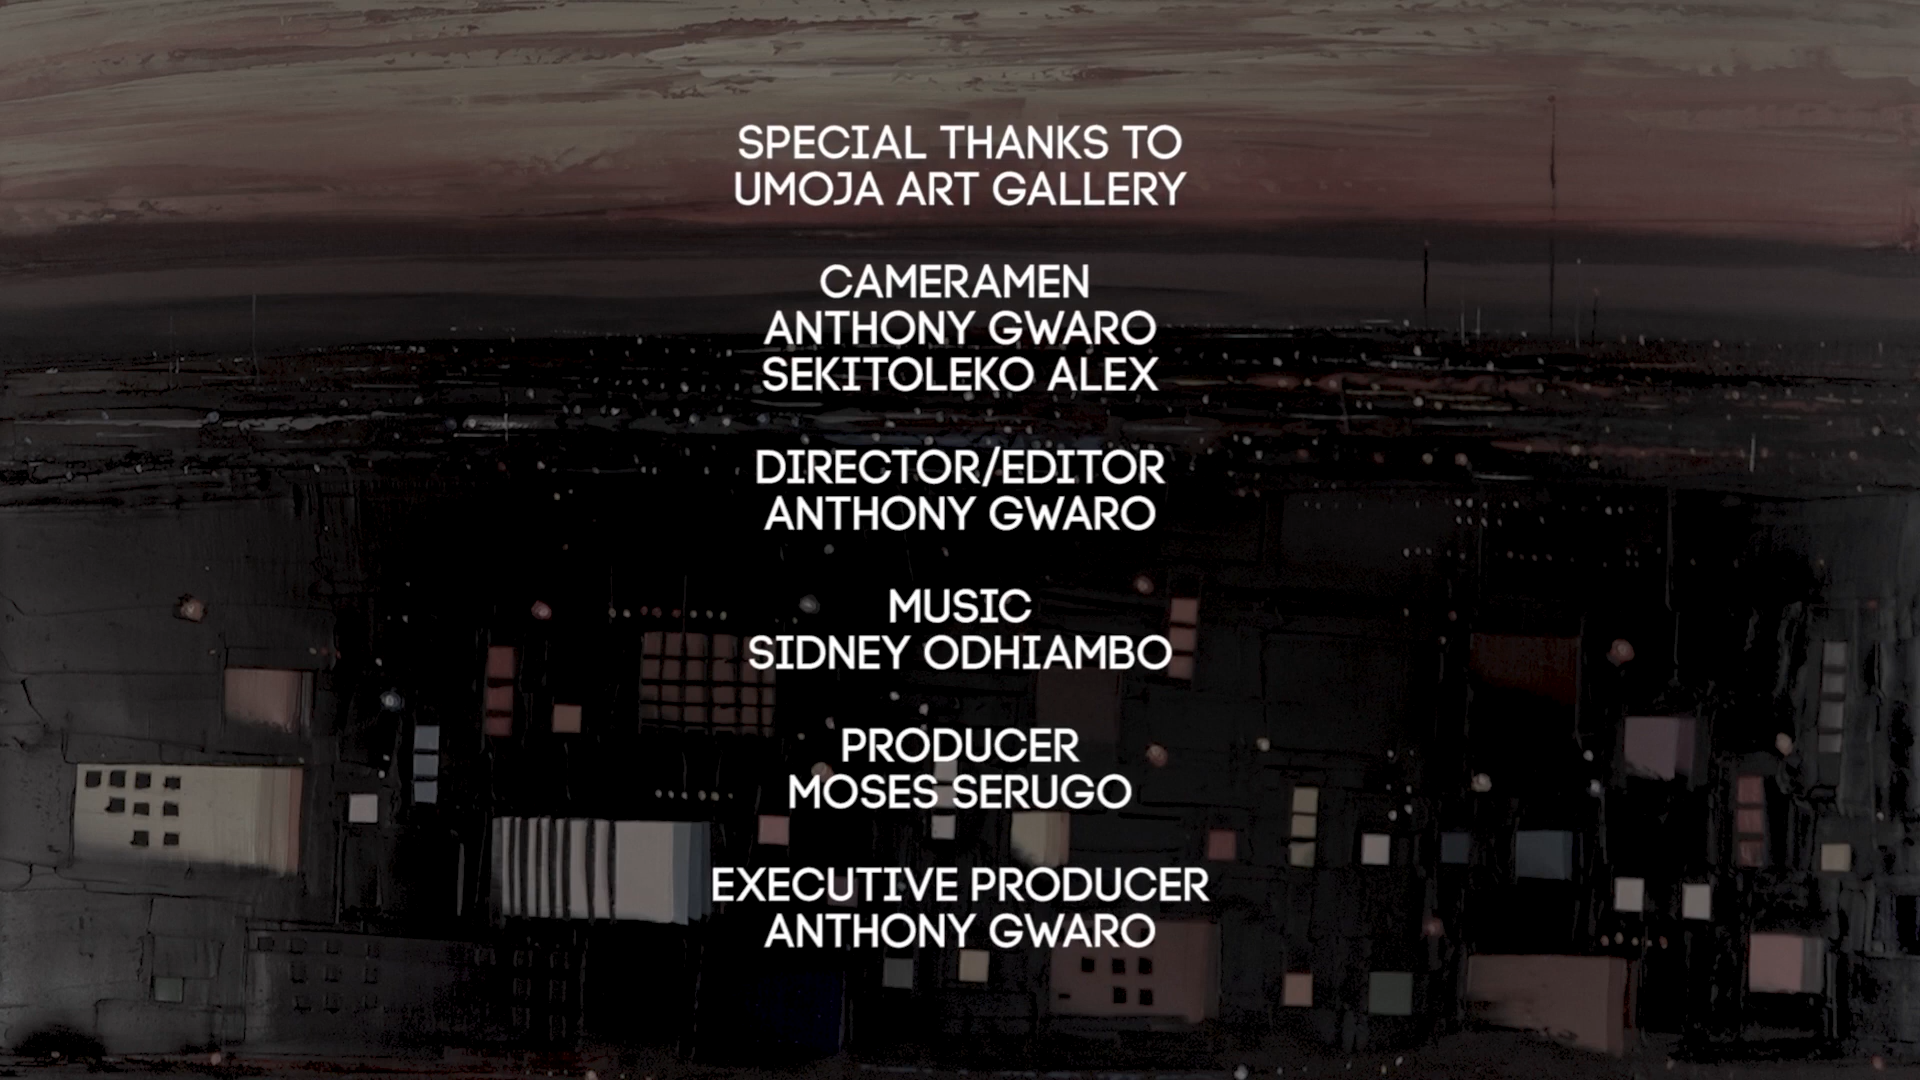 SPECIAL THANKS TO
UMOJA ART GALLERY
CAMERAMEN
ANTHONY GWARO
SEKITOLEKO ALEX
DIRECTOR/EDITOR
ANTHONY GWARO
MUSIC
SIDNEY ODHIAMBO
PRODUCER
MOSES SERUGO
EXECUTIVE PRODUCER
ANTHONY GWARO